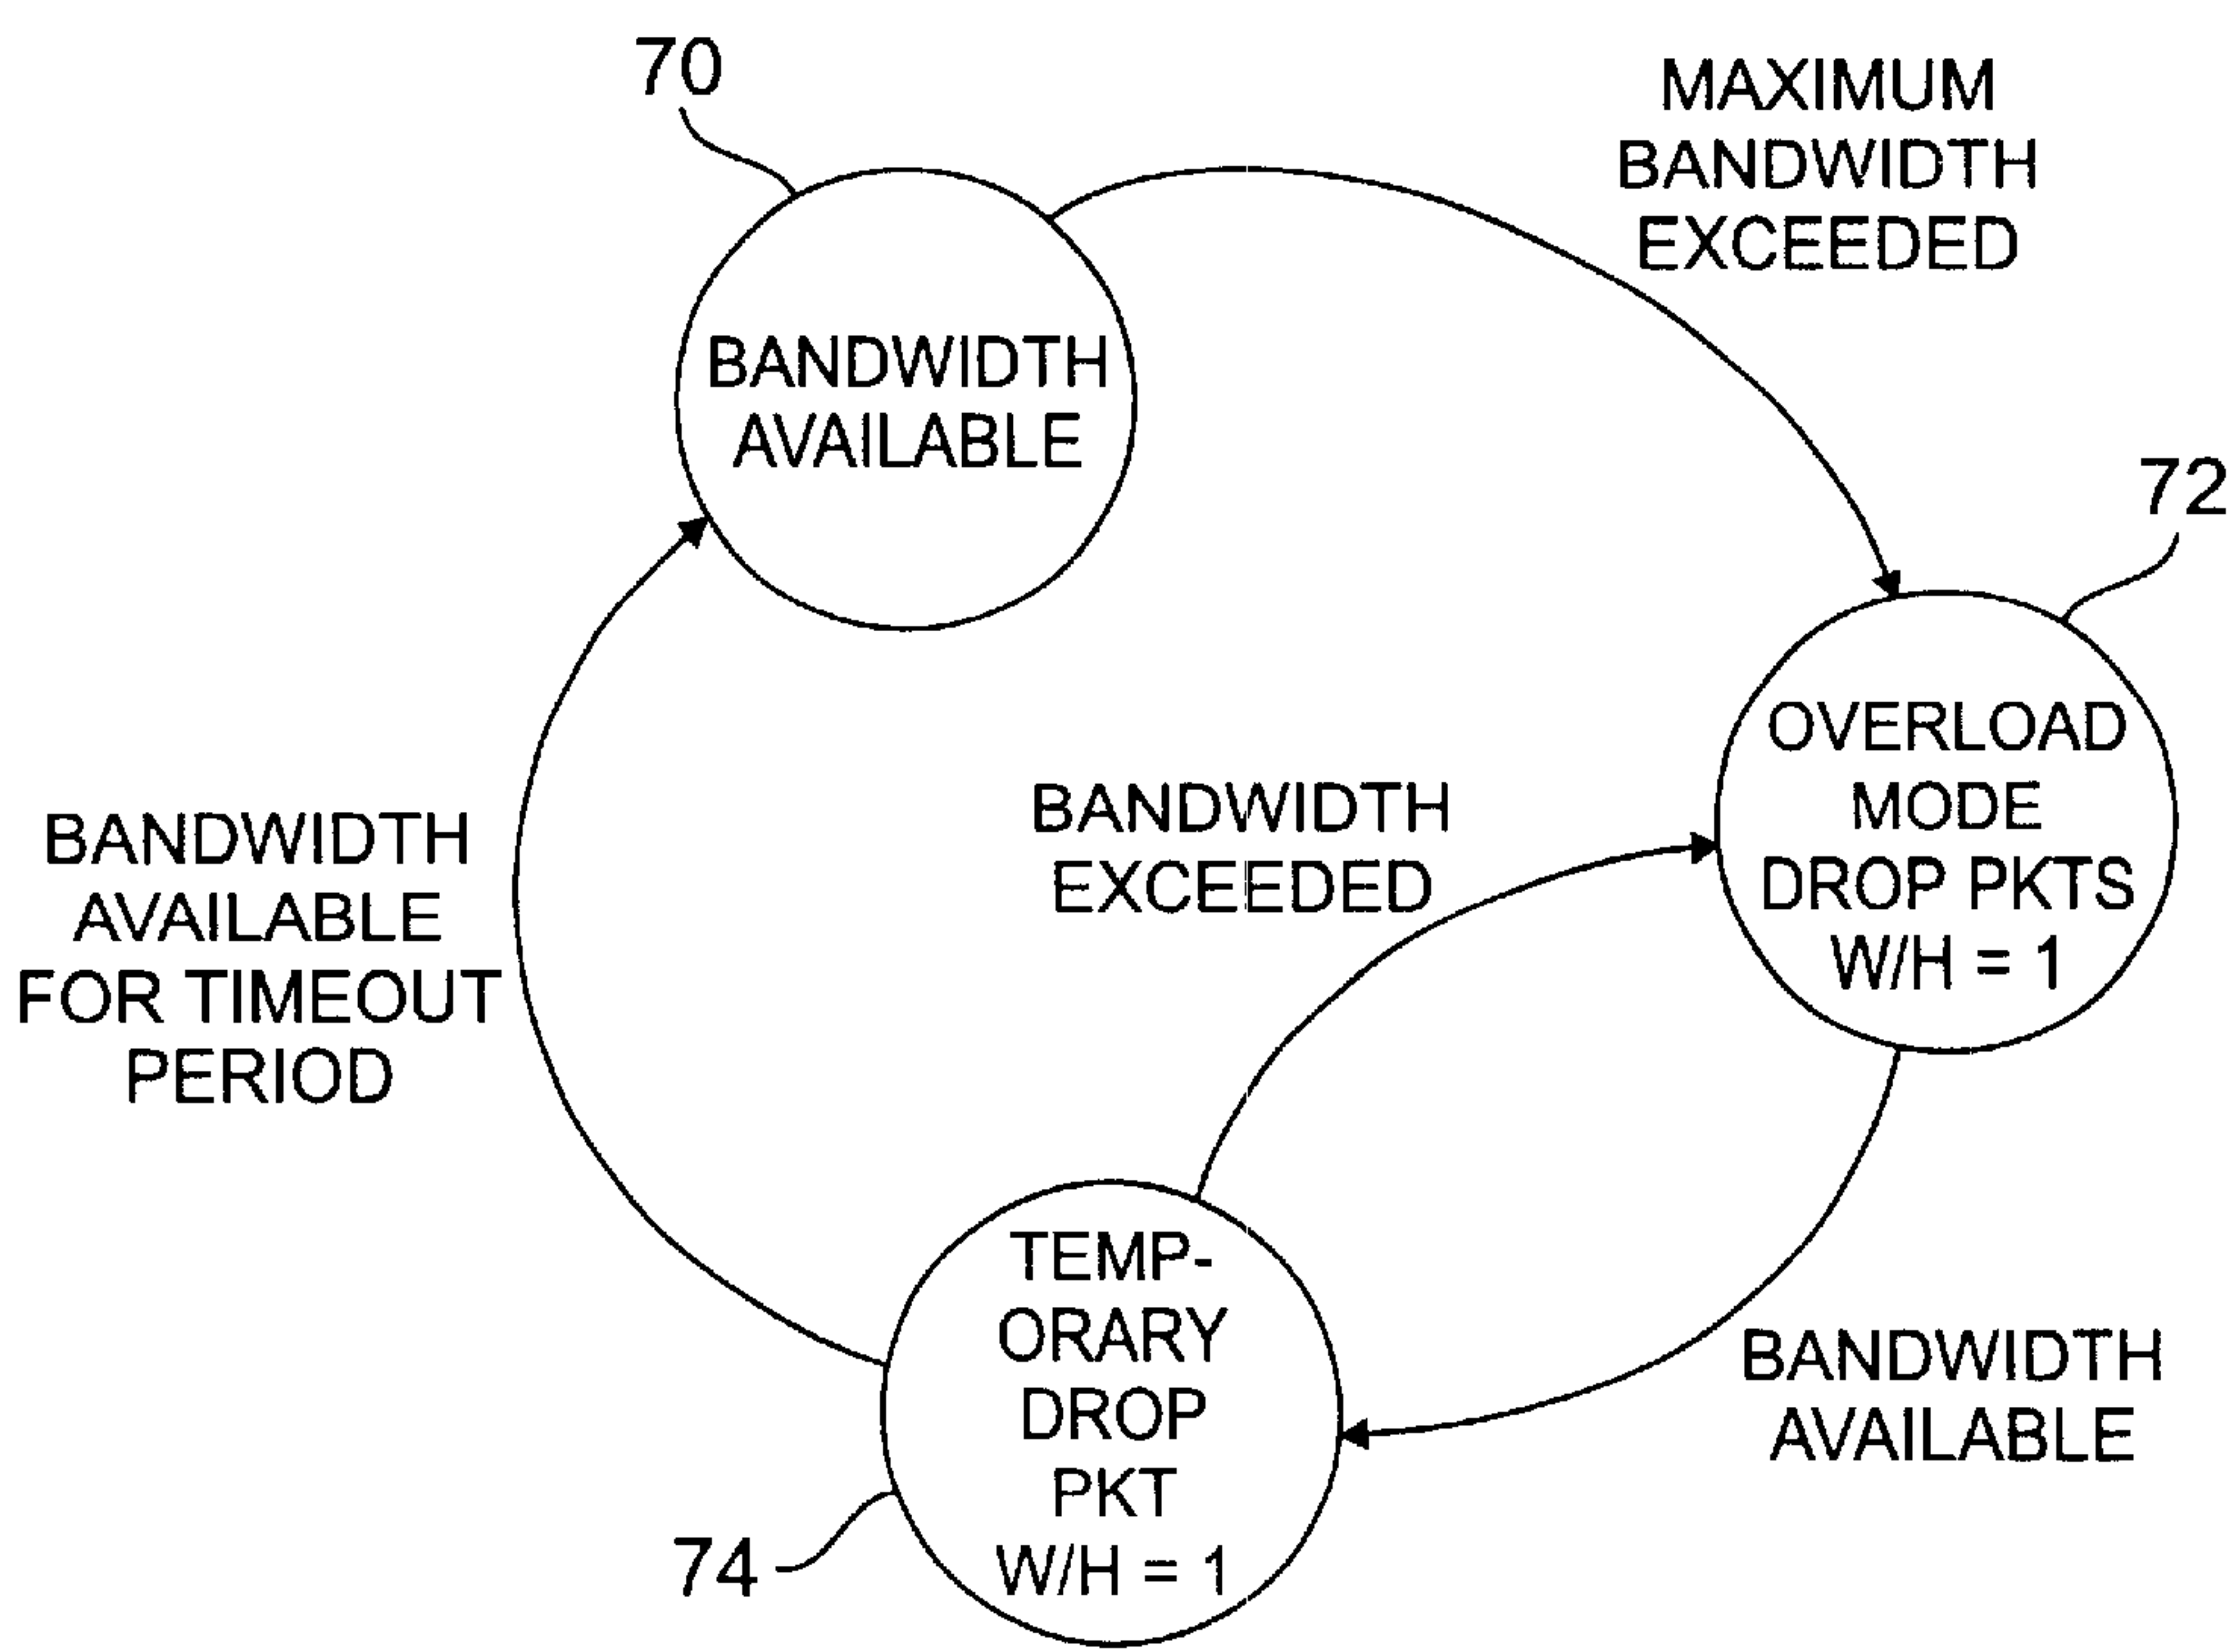 70
MAXIMUM
BANDWIDTH
EXCEEDED
BANDWIDTH
AVAILABLE
72
OVERLOAD
MODE
DROP PKTS
W/H = 1
BANDWIDTH
EXCEEDED
BANDWIDTH
AVAILABLE
FOR TIMEOUT
PERIOD
TEMP-
ORARY
DROP
PKT
W/H = 1
BANDWIDTH
AVAILABLE
74